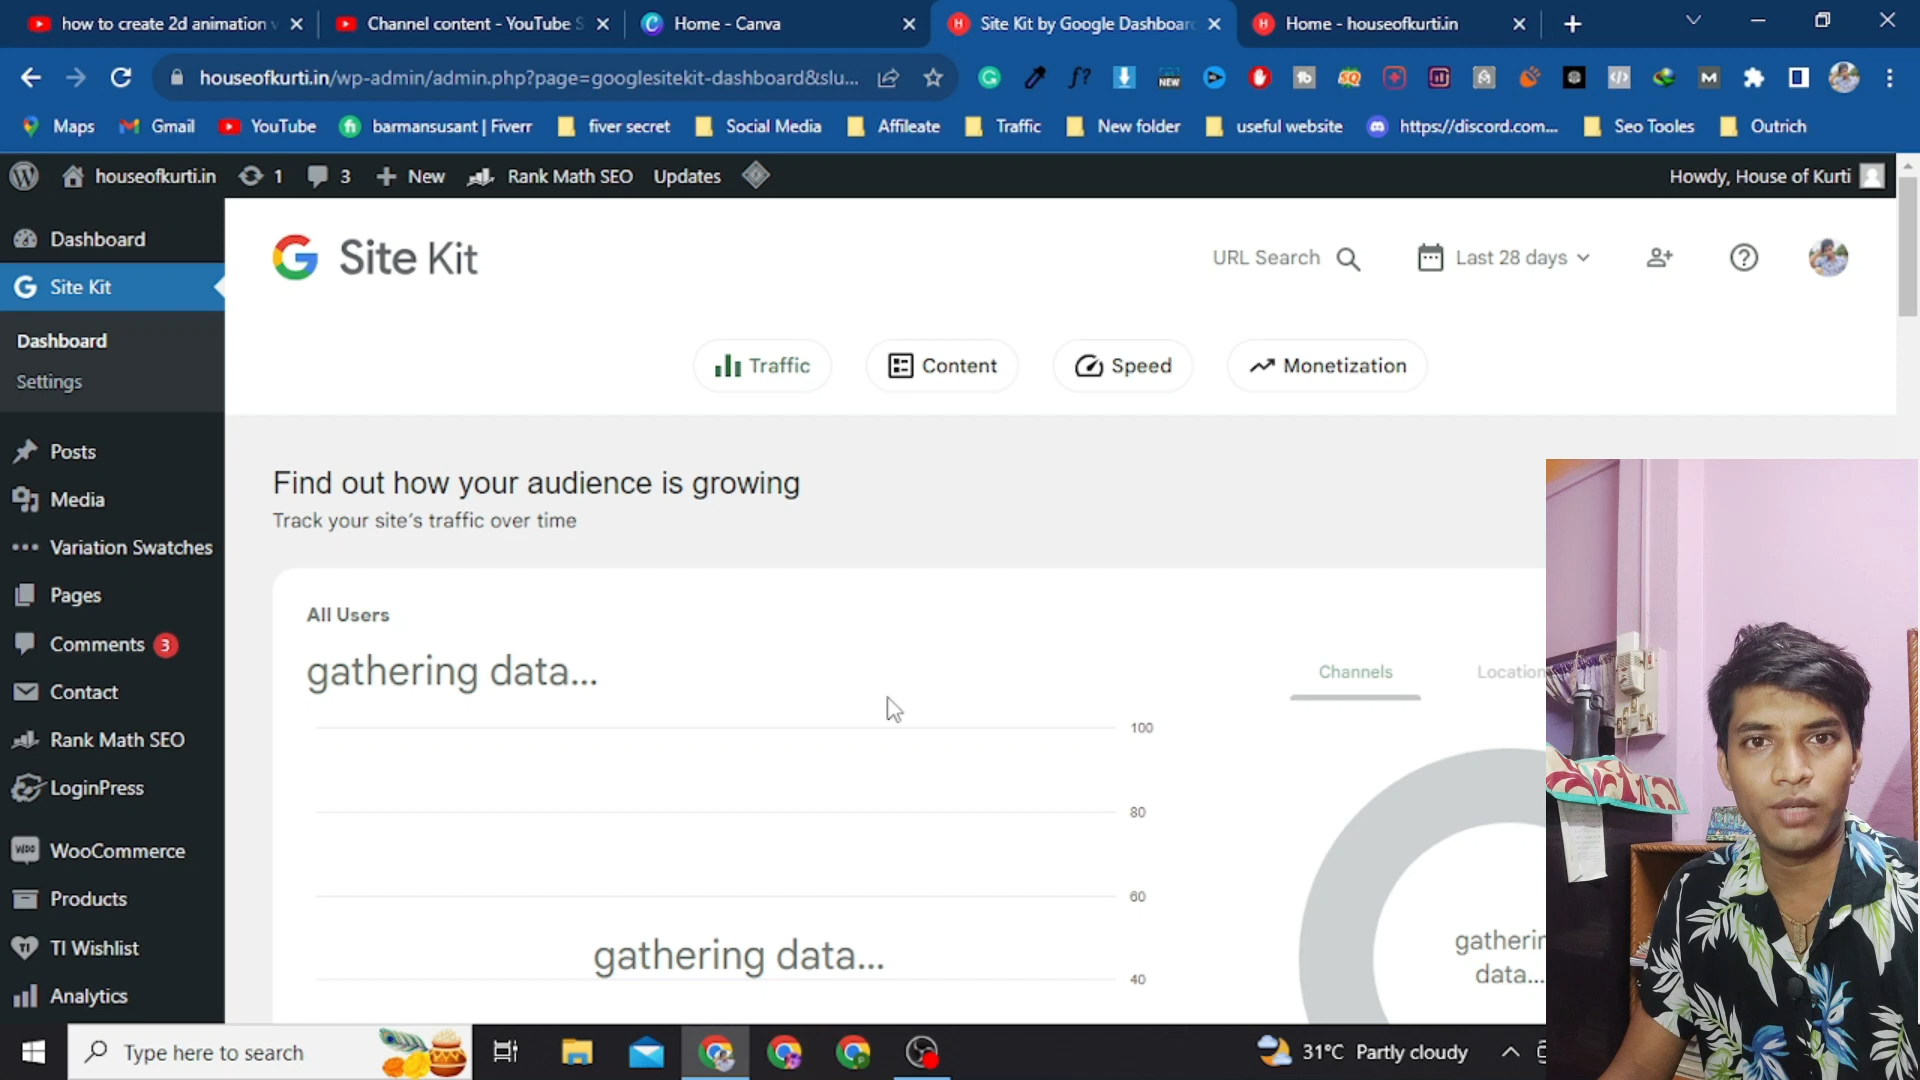 how to create 2d animation
Channel content - YouTube S
Home - Canva
Site Kit by Google Dashboar
Home - houseofkurti.in
houseofkurti.in/wp-admin/admin.php?page=googlesitekit-dashboard&slu...
Maps
Gmail
YouTube
barmansusant | Fiverr
fiver secret
Social Media
Affileate
Traffic
New folder
useful website
https://discord.com...
Seo Tooles
Outrich
houseofkurti.in
1
3
New
Rank Math SEO
Updates
Howdy, House of Kurti
Dashboard
Site Kit
Dashboard
Settings
Posts
Media
Variation Swatches
Pages
Comments 3
Contact
Rank Math SEO
LoginPress
WooCommerce
Products
TI Wishlist
Analytics
Site Kit
URL Search
Last 28 days
Traffic
Content
Speed
Monetization
Find out how your audience is growing
Track your site's traffic over time
All Users
gathering data...
Channels
Location
100
80
60
40
gathering data...
data...
Type here to search
31°C Partly cloudy